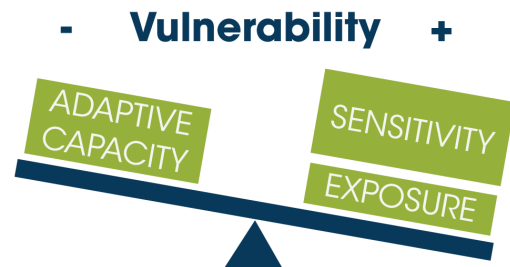 - Vulnerability +
ADAPTIVE
CAPACITY
SENSITIVITY
EXPOSURE